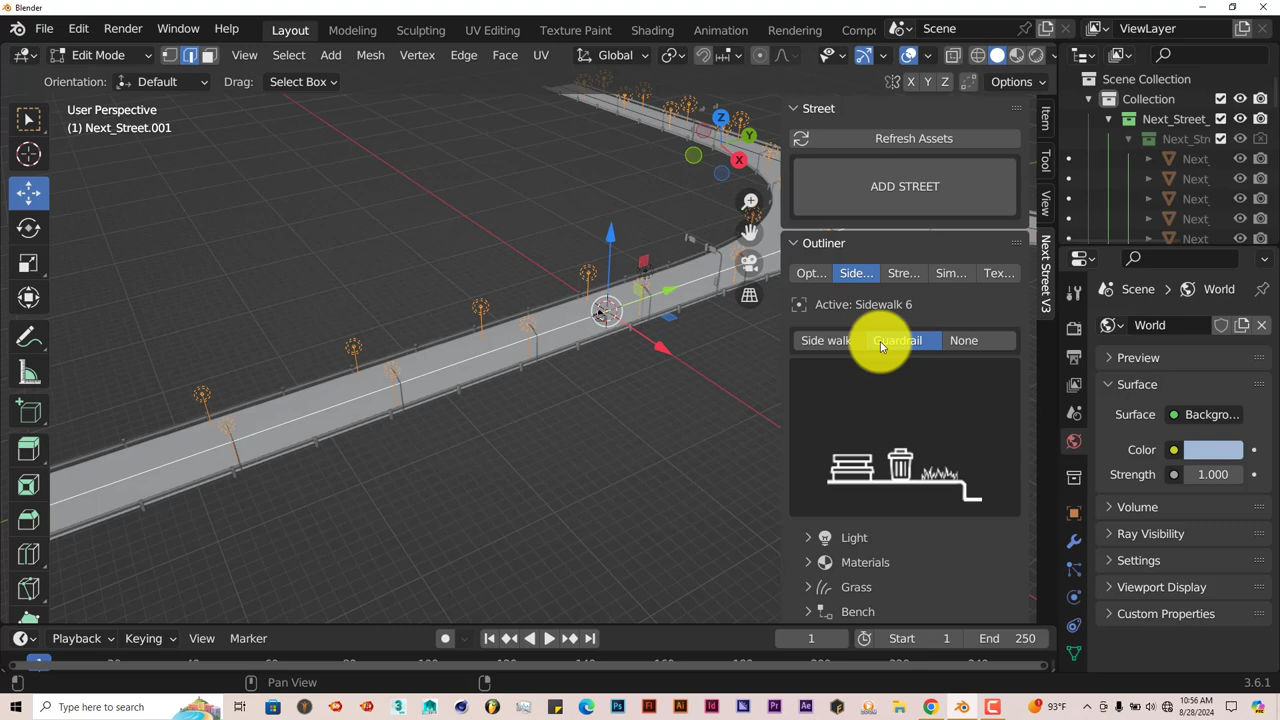 Blender
File Edit Render Window Help Layout Modeling Sculpting UV Editing Texture Paint Shading Animation Rendering Compo Scene ViewLayer
Edit Mode View Select Add Mesh Vertex Edge Face UV Global
Orientation: Default Drag: Select Box X Y Z Options
User Perspective
(1) Next_Street.001
Z
Y
X
Street
Refresh Assets
ADD STREET
Outliner
Opt... Side... Stre... Sim... Tex...
Active: Sidewalk 6
Side walk Guardrail None
Light
Materials
Grass
Bench
Item
Tool
View
Next Street V3
Scene Collection
Collection
Next_Street_
Next_Str
Next_
Next_
Next_
Next_
Next_
Scene World
World
Preview
Surface
Surface Backgro...
Color
Strength 1.000
Volume
Ray Visibility
Settings
Viewport Display
Custom Properties
Playback Keying View Marker 1 Start 1 End 250
1
Pan View 3.6.1
Type here to search 93°F 10:56 AM
8/28/2024